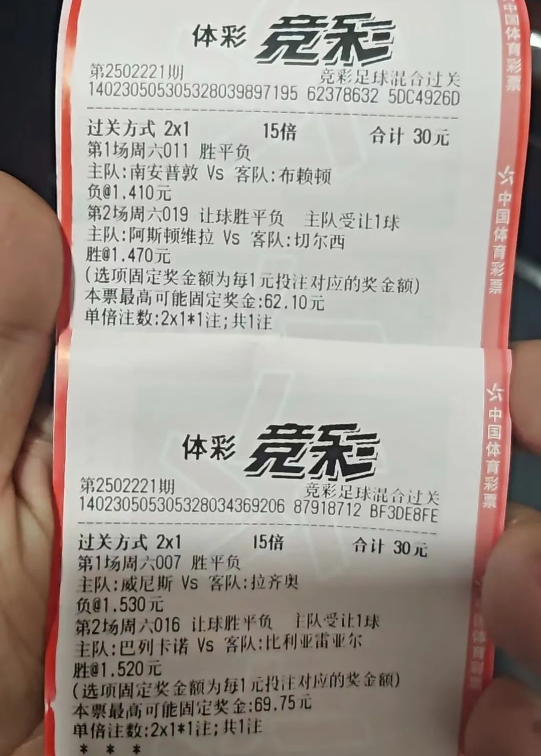 体彩 竞彩
第2502221期 竞彩足球混合过关
140230505305328039897195 62378632 5DC4926D
过关方式 2x1 15倍 合计 30元
第1场周六011 胜平负
主队:南安普敦 Vs 客队:布赖顿
负@1.410元
第2场周六019 让球胜平负 主队受让1球
主队:阿斯顿维拉 Vs 客队:切尔西
胜@1.470元
(选项固定奖金额为每1元投注对应的奖金额)
本票最高可能固定奖金:62.10元
单倍注数:2x1*1注;共1注
体彩 竞彩
第2502221期 竞彩足球混合过关
140230505305328034369206 87918712 BF3DE8FE
过关方式 2x1 15倍 合计 30元
第1场周六007 胜平负
主队:威尼斯 Vs 客队:拉齐奥
负@1.530元
第2场周六016 让球胜平负 主队受让1球
主队:巴列卡诺 Vs 客队:比利亚雷亚尔
胜@1.520元
(选项固定奖金额为每1元投注对应的奖金额)
本票最高可能固定奖金:69.75元
单倍注数:2x1*1注;共1注
* * *
中国体育彩票
中国体育彩票
中国体育彩票